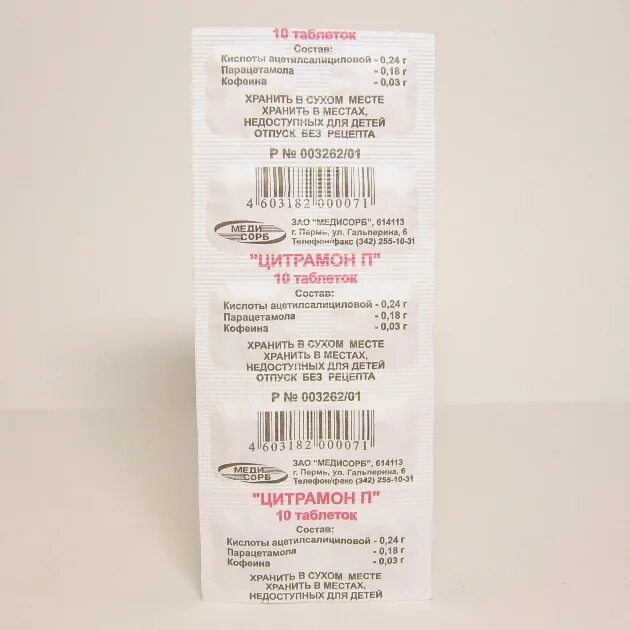 10 таблеток
Состав:
Кислоты ацетилсалициловой - 0,24 г
Парацетамола - 0,18 г
Кофеина - 0,03 г
ХРАНИТЬ В СУХОМ МЕСТЕ
ХРАНИТЬ В МЕСТАХ,
НЕДОСТУПНЫХ ДЛЯ ДЕТЕЙ
ОТПУСК БЕЗ РЕЦЕПТА
Р № 003262/01
4 603182 000071
МЕДИ
СОРБ
ЗАО "МЕДИСОРБ", 614113
г. Пермь, ул. Гальперина, 6
Телефон/факс (342) 255-10-31
"ЦИТРАМОН П"
10 таблеток
Состав:
Кислоты ацетилсалициловой - 0,24 г
Парацетамола - 0,18 г
Кофеина - 0,03 г
ХРАНИТЬ В СУХОМ МЕСТЕ
ХРАНИТЬ В МЕСТАХ,
НЕДОСТУПНЫХ ДЛЯ ДЕТЕЙ
ОТПУСК БЕЗ РЕЦЕПТА
Р № 003262/01
4 603182 000071
МЕДИ
СОРБ
ЗАО "МЕДИСОРБ", 614113
г. Пермь, ул. Гальперина, 6
Телефон/факс (342) 255-10-31
"ЦИТРАМОН П"
10 таблеток
Состав:
Кислоты ацетилсалициловой - 0,24 г
Парацетамола - 0,18 г
Кофеина - 0,03 г
ХРАНИТЬ В СУХОМ МЕСТЕ
ХРАНИТЬ В МЕСТАХ,
НЕДОСТУПНЫХ ДЛЯ ДЕТЕЙ